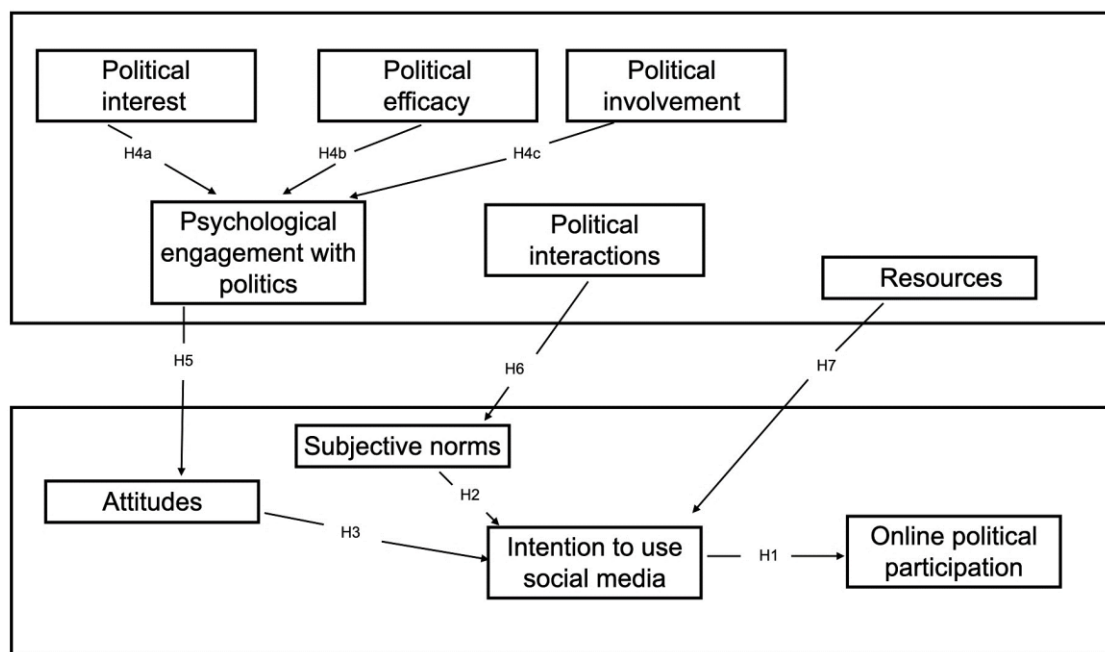 Political
interest
Political
efficacy
Political
involvement
H4a
H4b
H4c
Psychological
engagement with
politics
Political
interactions
Resources
H5
H6
H7
Subjective norms
Attitudes
H2
H3
Intention to use
social media
H1
Online political
participation